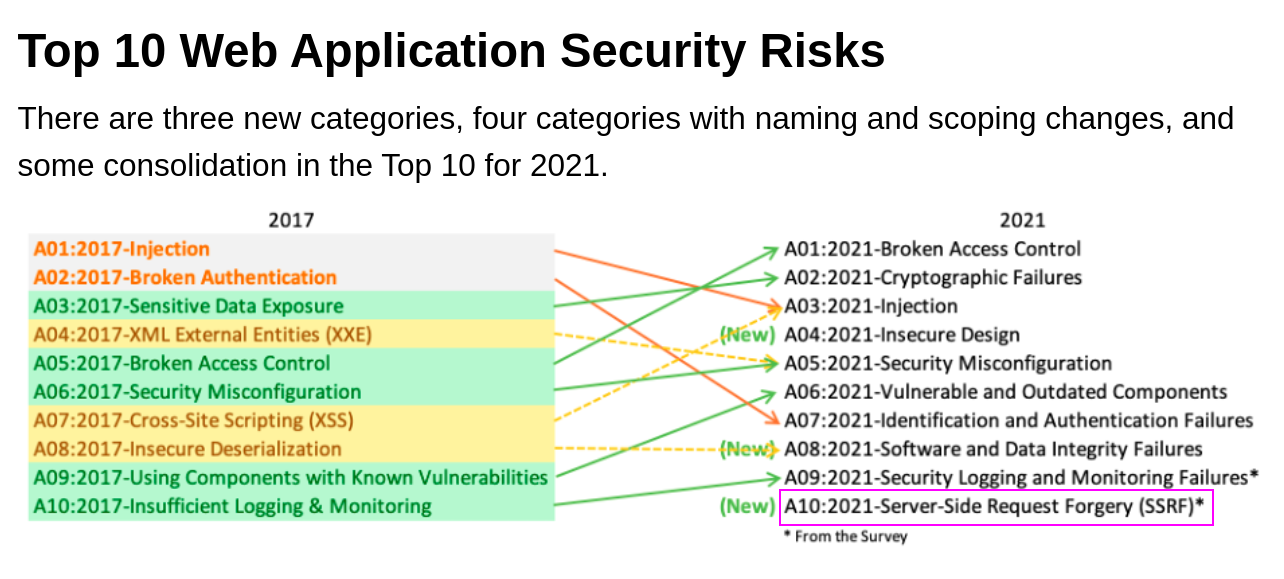 Top 10 Web Application Security Risks
There are three new categories, four categories with naming and scoping changes, and
some consolidation in the Top 10 for 2021.
2017
A01:2017-Injection
A02:2017-Broken Authentication
A03:2017-Sensitive Data Exposure
A04:2017-XML External Entities (XXE)
A05:2017-Broken Access Control
A06:2017-Security Misconfiguration
A07:2017-Cross-Site Scripting (XSS)
A08:2017-Insecure Deserialization
A09:2017-Using Components with Known Vulnerabilities
A10:2017-Insufficient Logging & Monitoring
2021
A01:2021-Broken Access Control
A02:2021-Cryptographic Failures
A03:2021-Injection
(New) A04:2021-Insecure Design
A05:2021-Security Misconfiguration
A06:2021-Vulnerable and Outdated Components
A07:2021-Identification and Authentication Failures
(New) A08:2021-Software and Data Integrity Failures
A09:2021-Security Logging and Monitoring Failures*
(New) A10:2021-Server-Side Request Forgery (SSRF)*
* From the Survey